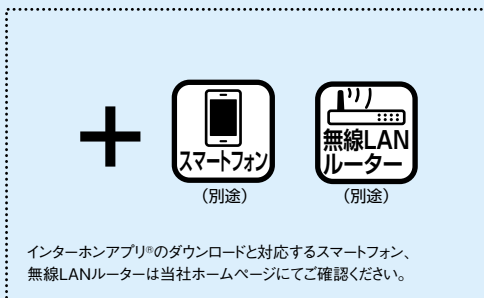 +
スマートフォン
(別途)
無線LAN
ルーター
(別途)
インターホンアプリ®のダウンロードと対応するスマートフォン、
無線LANルーターは当社ホームページにてご確認ください。